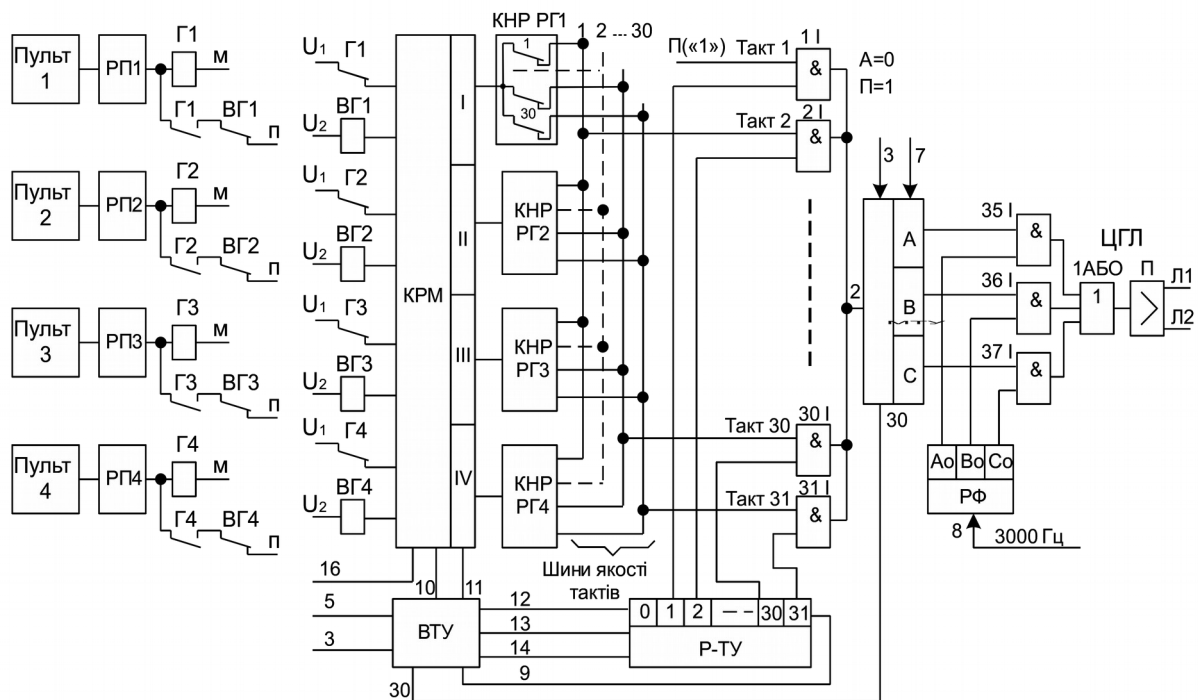 Пульт
1
РП1
Г1
М
Г1
ВГ1
П
Пульт
2
РП2
Г2
М
Г2
ВГ2
П
Пульт
3
РП3
Г3
М
Г3
ВГ3
П
Пульт
4
РП4
Г4
М
Г4
ВГ4
П
U1
Г1
U2
ВГ1
U1
Г2
U2
ВГ2
U1
Г3
U2
ВГ3
U1
Г4
U2
ВГ4
КРМ
I
II
III
IV
КНР РГ1
1
30
1 2 --- 30
КНР
РГ2
КНР
РГ3
КНР
РГ4
Шини якості
тактів
П(«1»)
Такт 1
1 I
&
А=0
П=1
Такт 2
2 I
&
Такт 30
30 I
&
Такт 31
31 I
&
2
3
7
A
B
C
30
35 I
&
36 I
&
37 I
&
ЦГЛ
1АБО
1
П
Л1
Л2
Ао Во Со
РФ
8
3000 Гц
16
10
11
5
3
ВТУ
12
13
14
9
30
0 1 2 – – 30 31
Р-ТУ